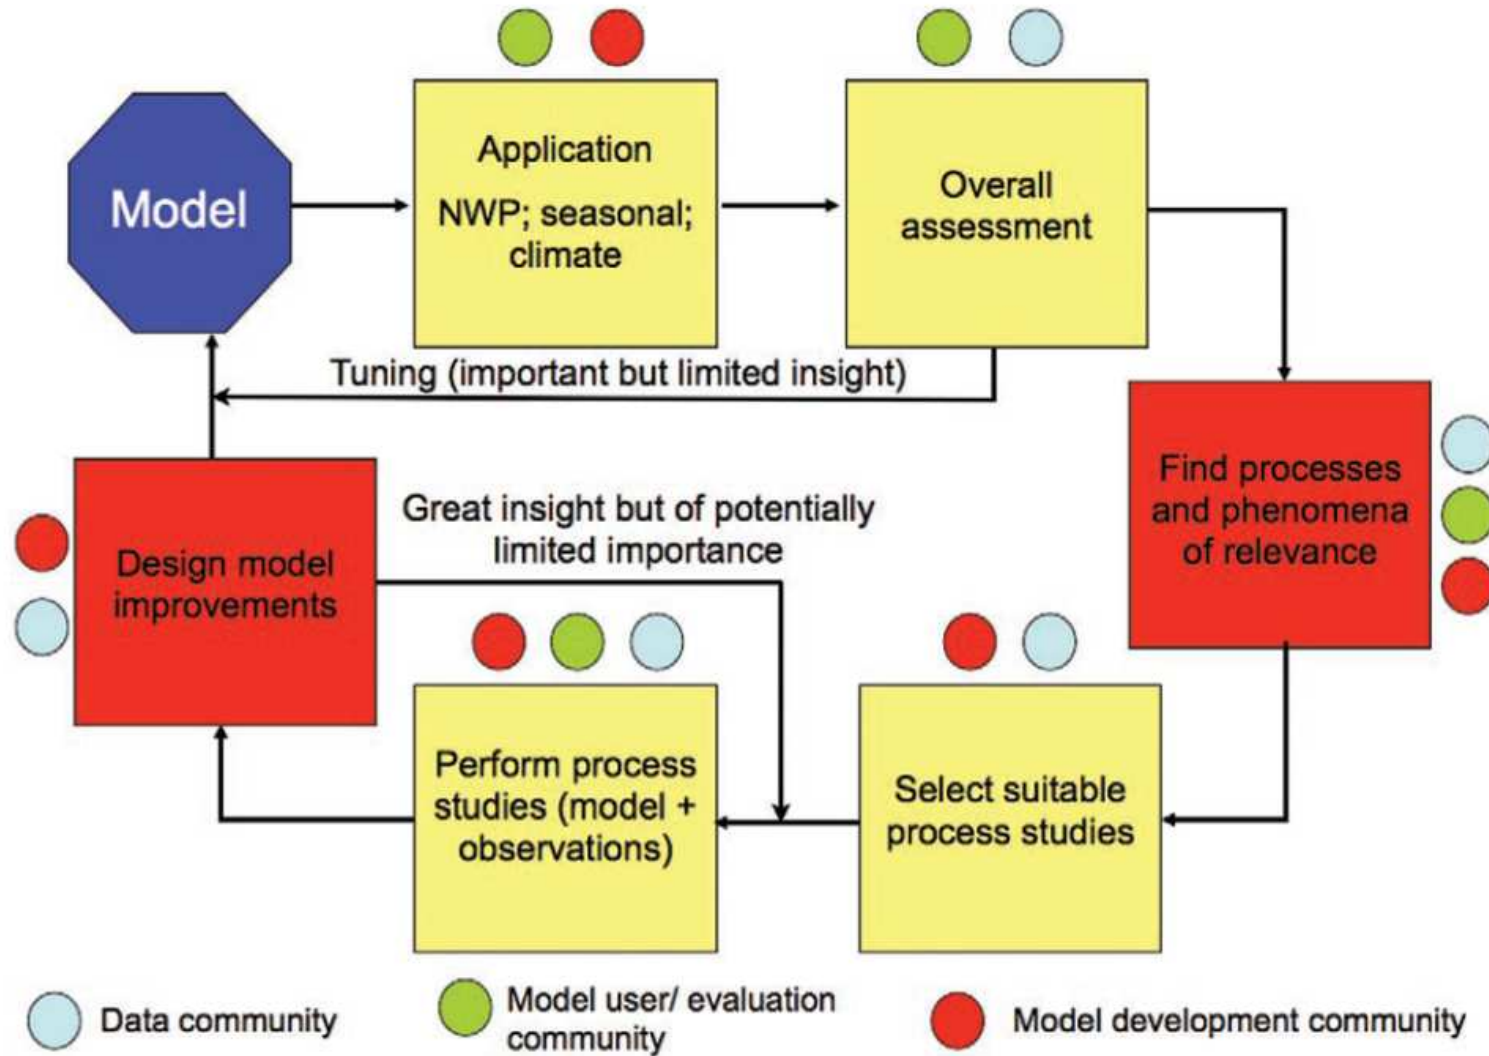 Model
Application
NWP; seasonal;
climate
Overall
assessment
Tuning (important but limited insight)
Find processes
and phenomena
of relevance
Great insight but of potentially
limited importance
Design model
improvements
Perform process
studies (model +
observations)
Select suitable
process studies
Data community
Model user/ evaluation
community
Model development community